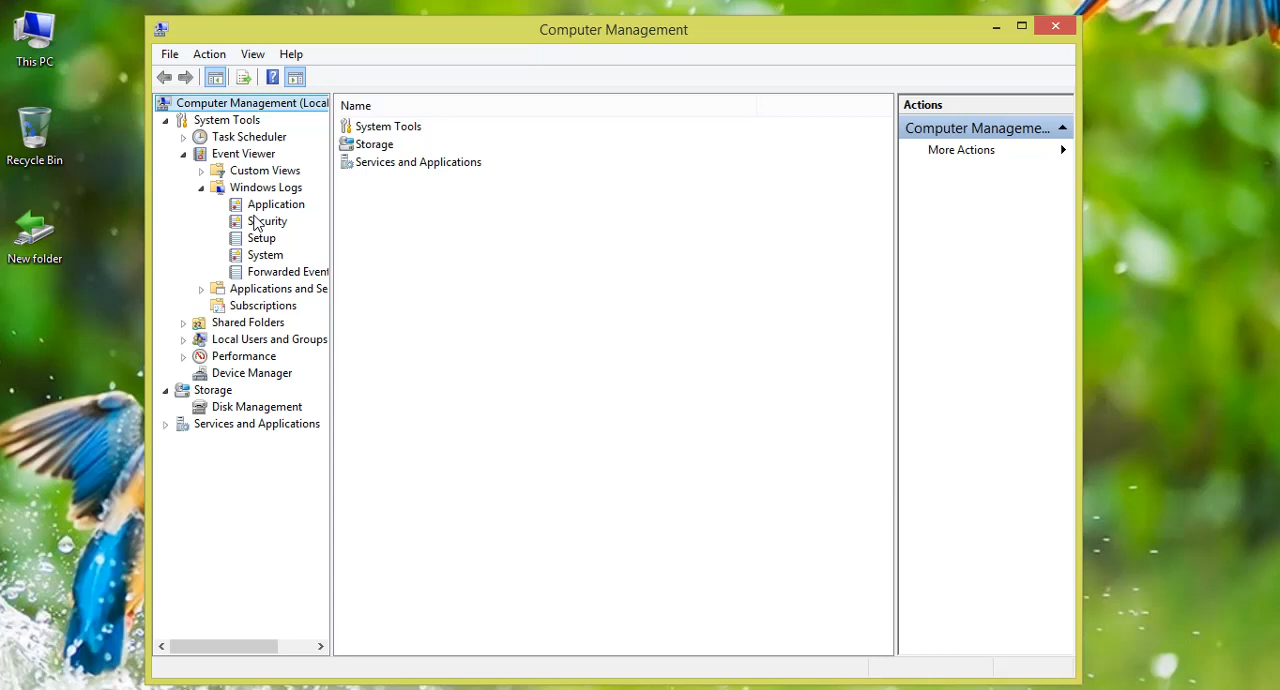 This PC
Recycle Bin
New folder
Computer Management
File Action View Help
Computer Management (Local
System Tools
Task Scheduler
Event Viewer
Custom Views
Windows Logs
Application
Security
Setup
System
Forwarded Event
Applications and Se
Subscriptions
Shared Folders
Local Users and Groups
Performance
Device Manager
Storage
Disk Management
Services and Applications
Name
System Tools
Storage
Services and Applications
Actions
Computer Manageme...
More Actions